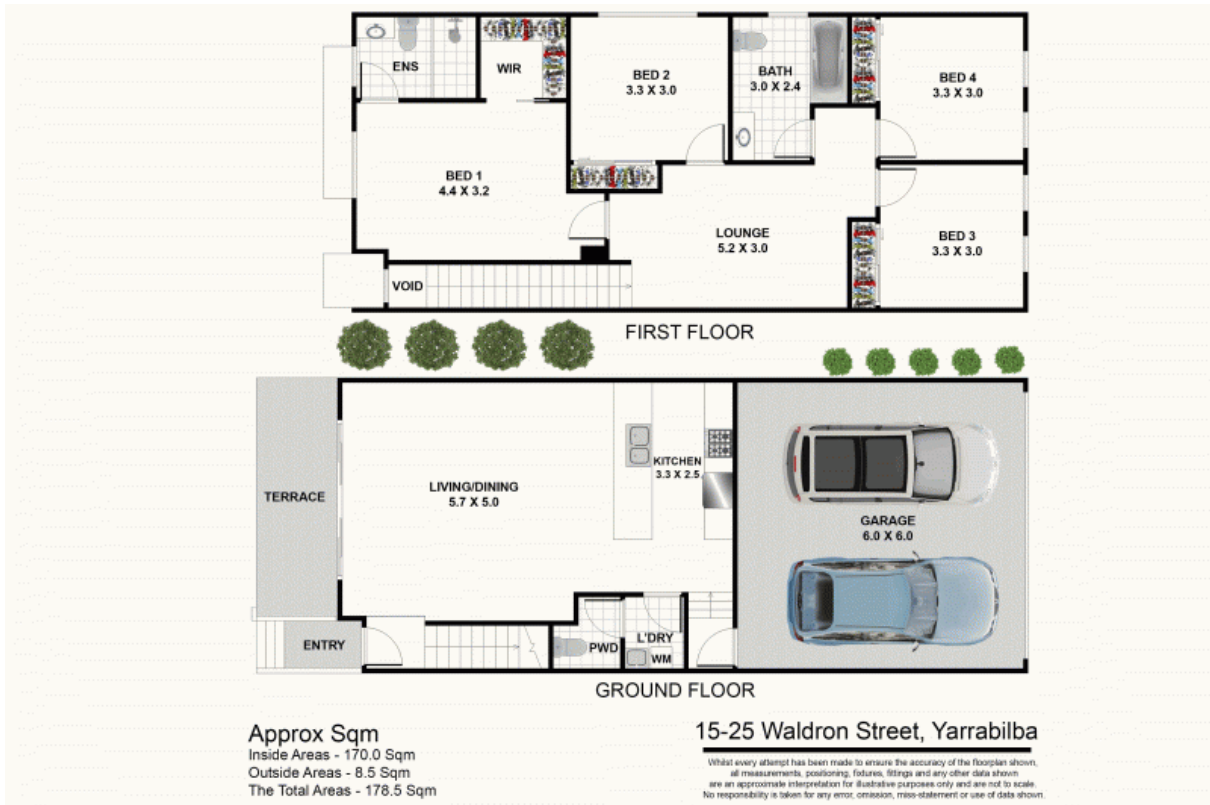 ENS
WIR
BED 2
3.3 X 3.0
BATH
3.0 X 2.4
BED 4
3.3 X 3.0
BED 1
4.4 X 3.2
LOUNGE
5.2 X 3.0
BED 3
3.3 X 3.0
VOID
FIRST FLOOR
TERRACE
LIVING/DINING
5.7 X 5.0
KITCHEN
3.3 X 2.5
GARAGE
6.0 X 6.0
ENTRY
PWD
L'DRY
WM
GROUND FLOOR
Approx Sqm
Inside Areas - 170.0 Sqm
Outside Areas - 8.5 Sqm
The Total Areas - 178.5 Sqm
15-25 Waldron Street, Yarrabilba
Whilst every attempt has been made to ensure the accuracy of the floorplan shown,
all measurements, positioning, fixtures, fittings and any other data shown
are an approximate interpretation for illustrative purposes only and are not to scale.
No responsibility is taken for any error, omission, miss-statement or use of data shown.